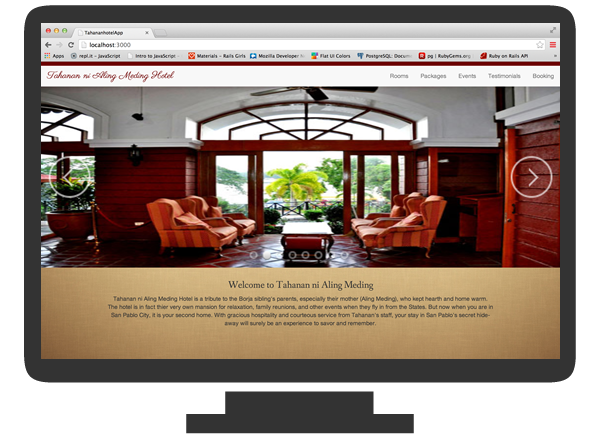 TahananhotelApp
localhost:3000
Apps repl.it - JavaScript Intro to JavaScript - Materials - Rails Girls Mozilla Developer N Flat UI Colors PostgreSQL: Docum pg | RubyGems.org Ruby on Rails API
Tahanan ni Aling Meding Hotel
Rooms Packages Events Testimonials Booking
Welcome to Tahanan ni Aling Meding
Tahanan ni Aling Meding Hotel is a tribute to the Borja sibling's parents, especially their mother (Aling Meding), who kept hearth and home warm.
The hotel is in fact thier very own mansion for relaxation, family reunions, and other events when they fly in from the States. But now when you are in
San Pablo City, it is your second home. With gracious hospitality and courteous service from Tahanan's staff, your stay in San Pablo's secret hide-
away will surely be an experience to savor and remember.